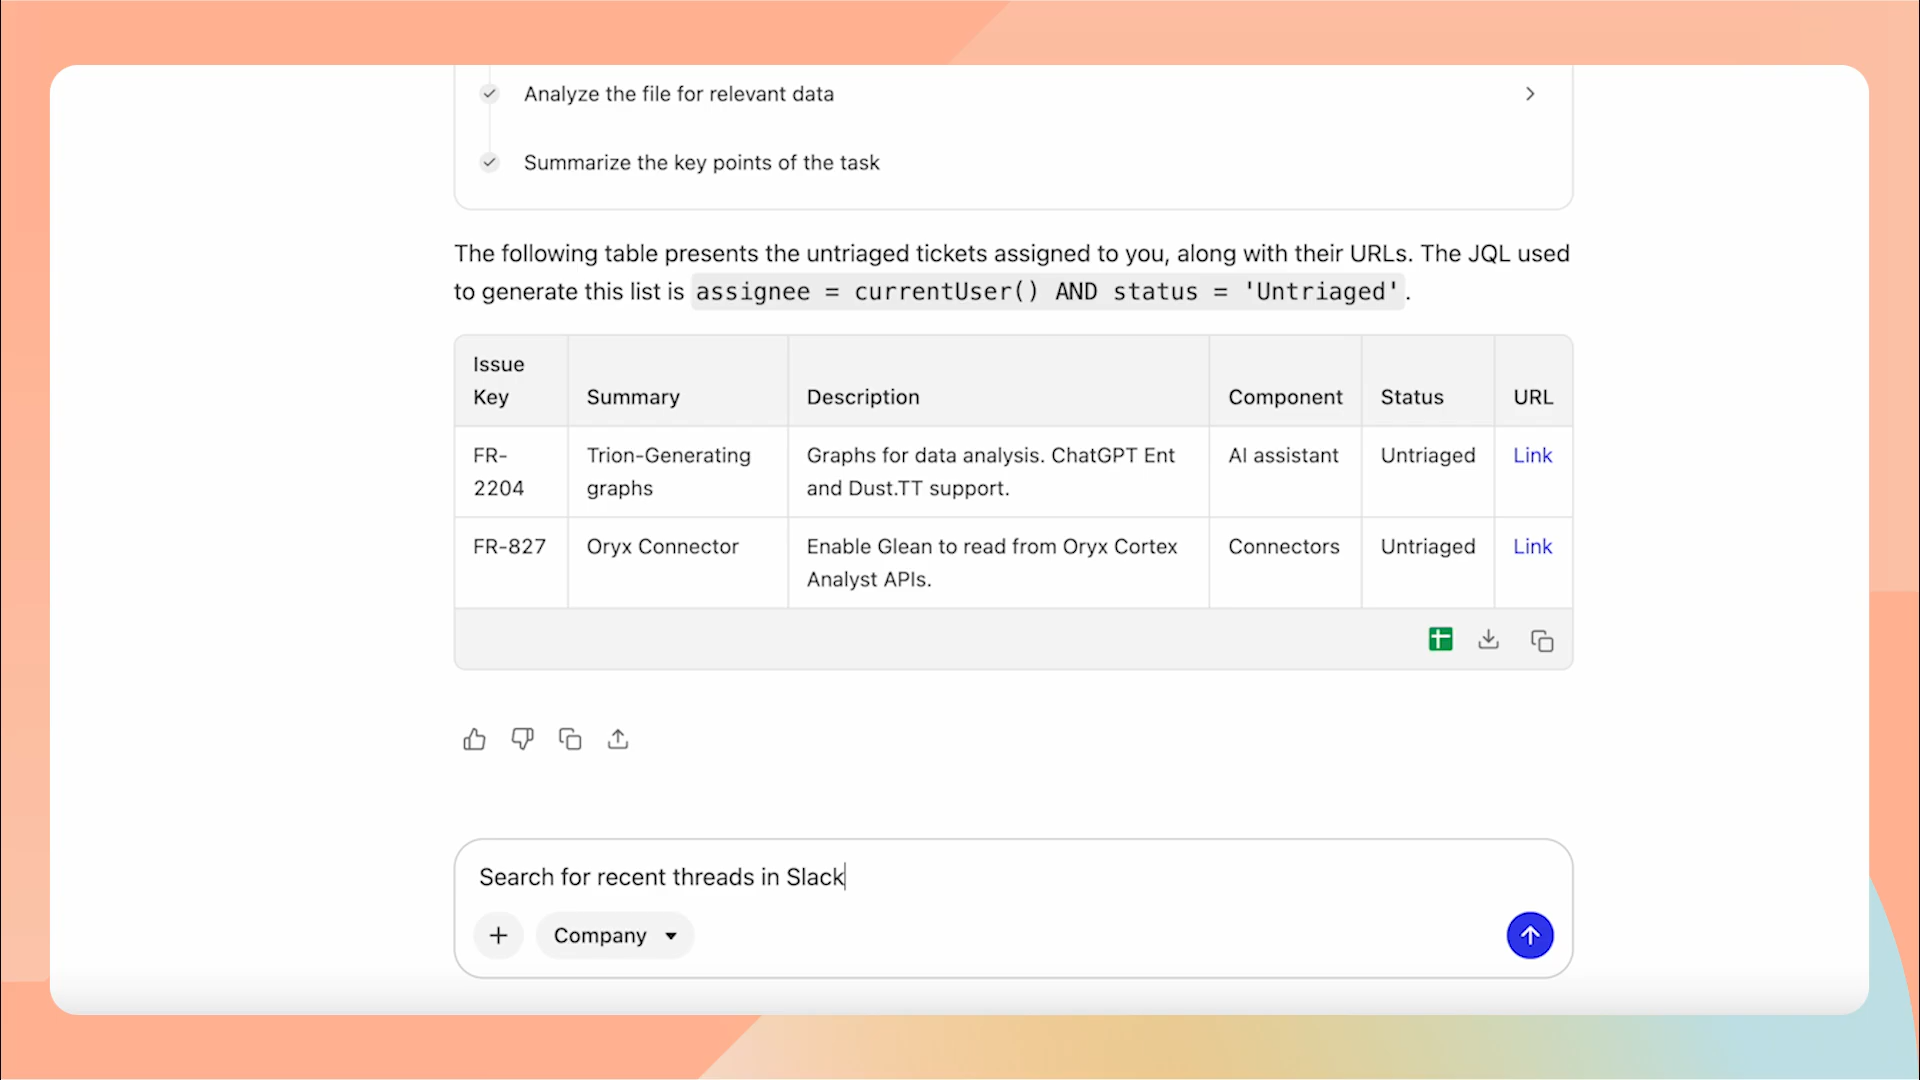 Analyze the file for relevant data
Summarize the key points of the task
The following table presents the untriaged tickets assigned to you, along with their URLs. The JQL used
to generate this list is assignee = currentUser() AND status = 'Untriaged'.
Issue
Key
Summary
Description
Component
Status
URL
FR-
2204
Trion-Generating
graphs
Graphs for data analysis. ChatGPT Ent
and Dust.TT support.
AI assistant
Untriaged
Link
FR-827
Oryx Connector
Enable Glean to read from Oryx Cortex
Analyst APIs.
Connectors
Untriaged
Link
Search for recent threads in Slack
Company